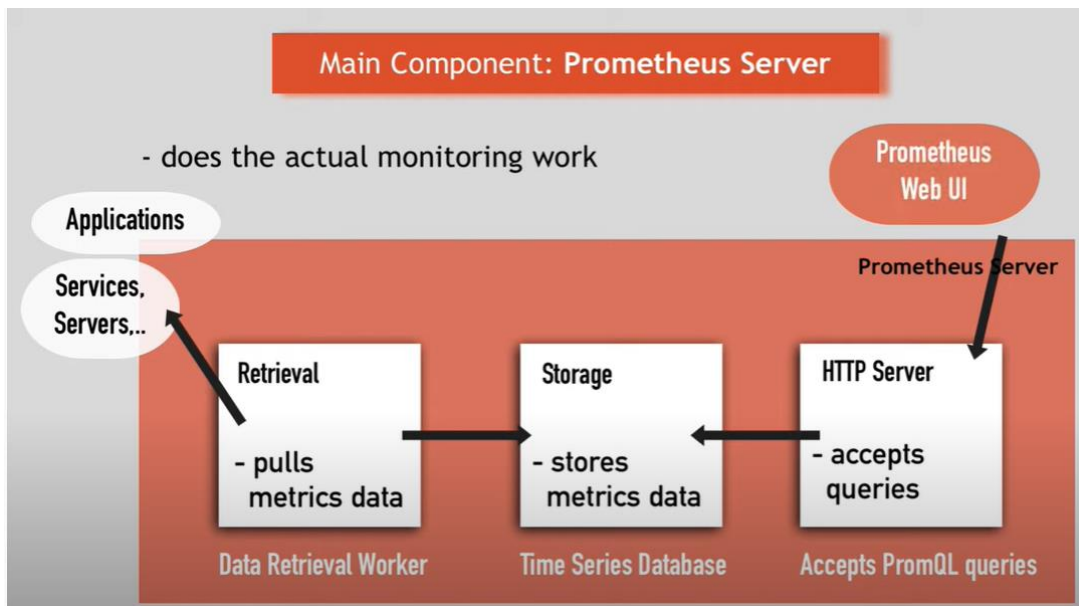 Main Component: Prometheus Server
- does the actual monitoring work
Prometheus
Web UI
Applications
Services,
Servers,..
Prometheus Server
Retrieval
- pulls
metrics data
Data Retrieval Worker
Storage
- stores
metrics data
Time Series Database
HTTP Server
- accepts
queries
Accepts PromQL queries